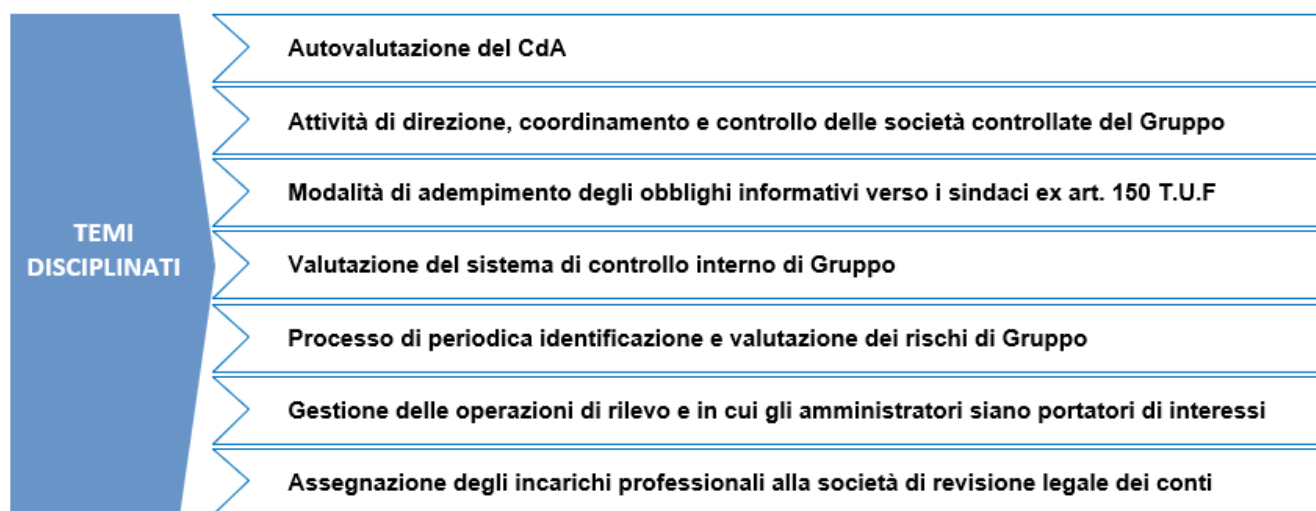 TEMI
DISCIPLINATI
Autovalutazione del CdA
Attività di direzione, coordinamento e controllo delle società controllate del Gruppo
Modalità di adempimento degli obblighi informativi verso i sindaci ex art. 150 T.U.F
Valutazione del sistema di controllo interno di Gruppo
Processo di periodica identificazione e valutazione dei rischi di Gruppo
Gestione delle operazioni di rilievo e in cui gli amministratori siano portatori di interessi
Assegnazione degli incarichi professionali alla società di revisione legale dei conti